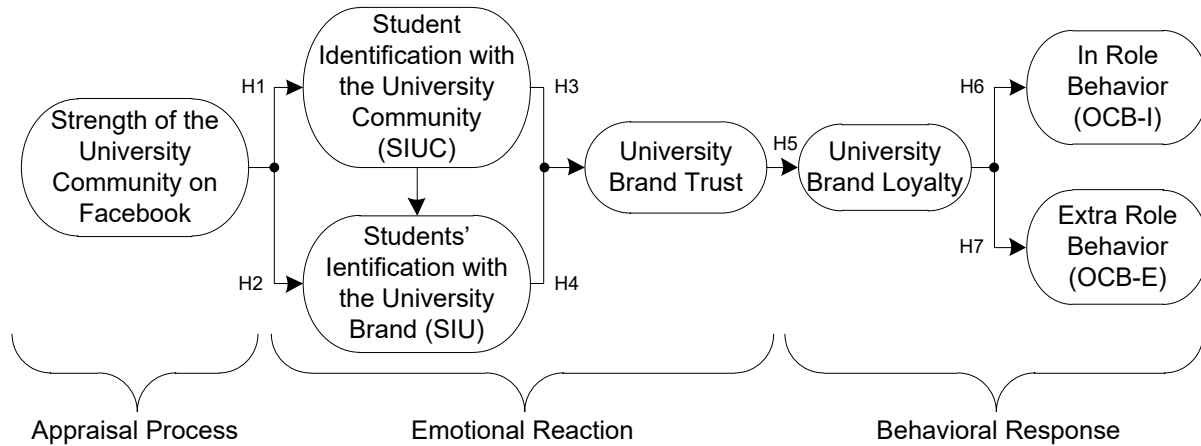 Strength of the
University
Community on
Facebook
H1
H2
Student
Identification with
the University
Community
(SIUC)
Students’
Ientification with
the University
Brand (SIU)
H3
H4
University
Brand Trust
H5
University
Brand Loyalty
H6
H7
In Role
Behavior
(OCB-I)
Extra Role
Behavior
(OCB-E)
Appraisal Process
Emotional Reaction
Behavioral Response